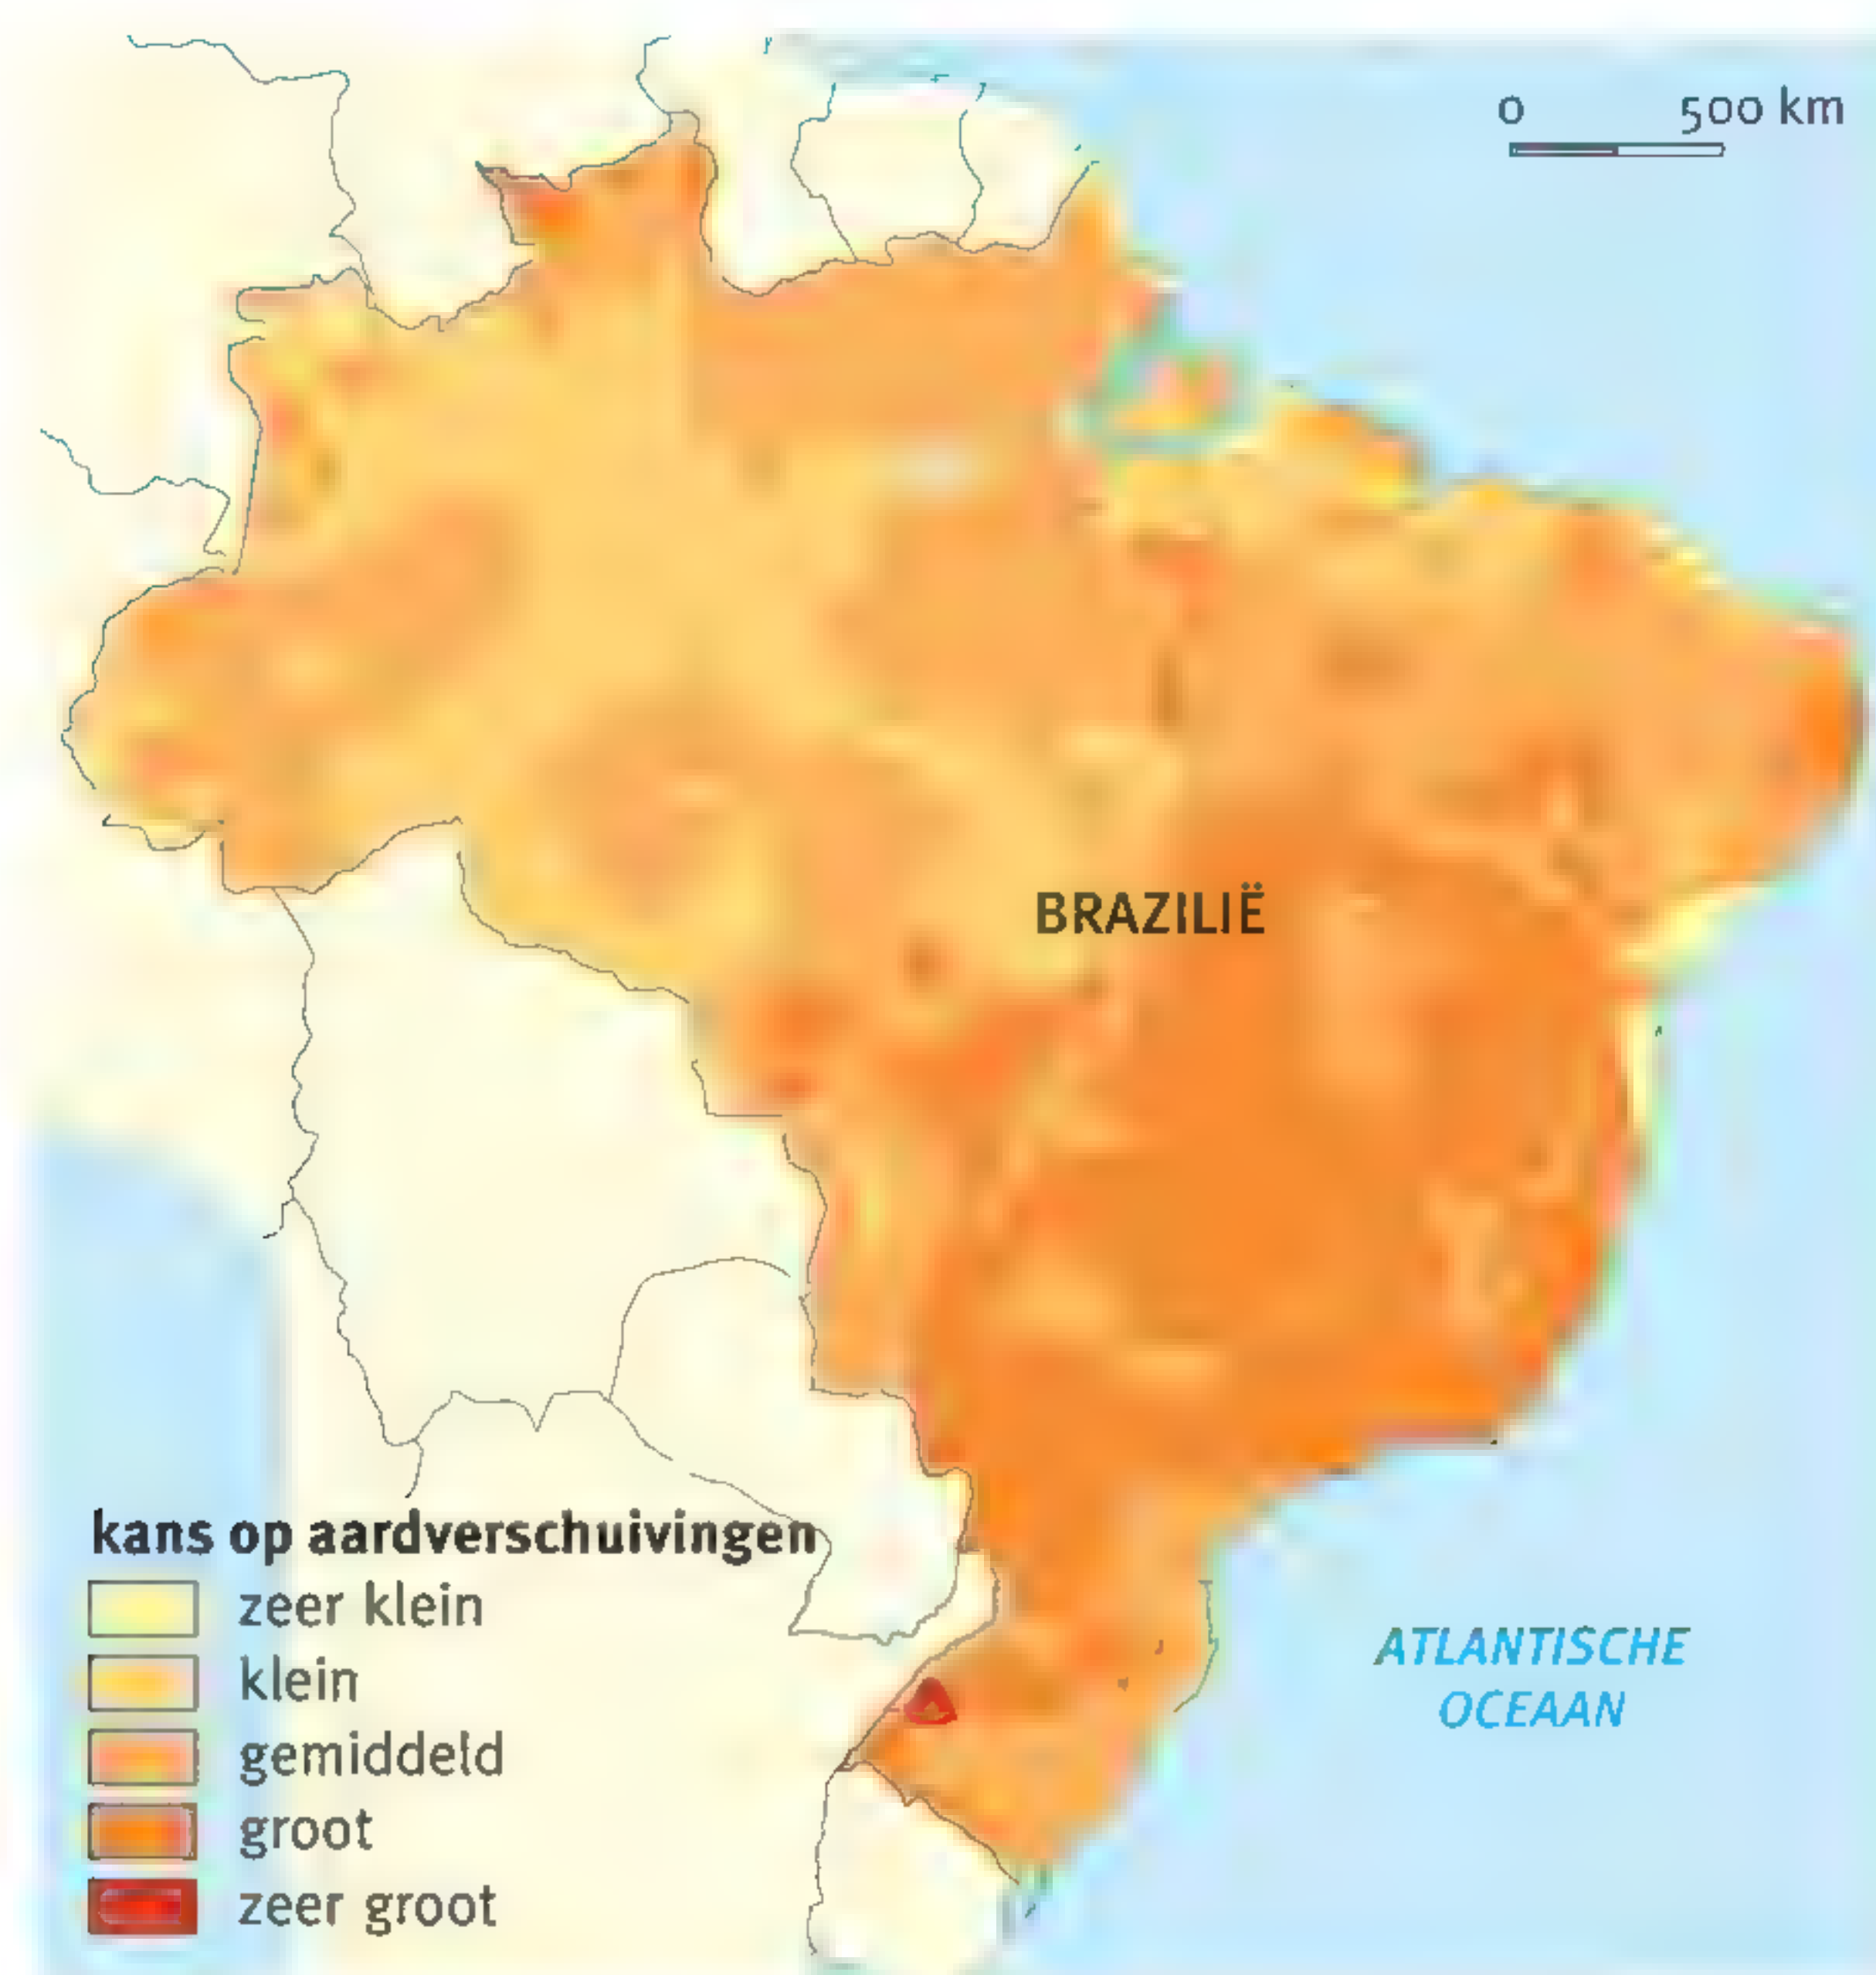 0 500 km
BRAZILIË
kans op aardverschuivingen
zeer klein
klein
gemiddeld
groot
zeer groot
ATLANTISCHE
OCEAAN